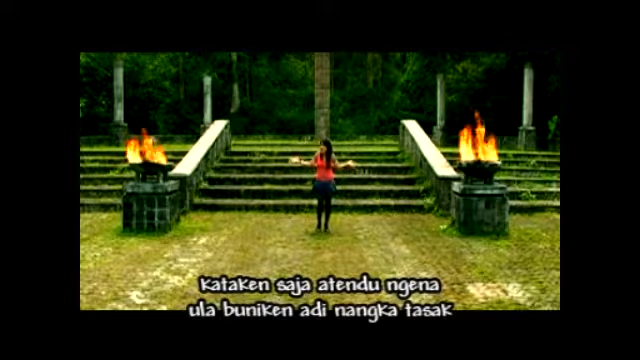 kataken saja atendu ngena
ula buniken adi nangka tasak